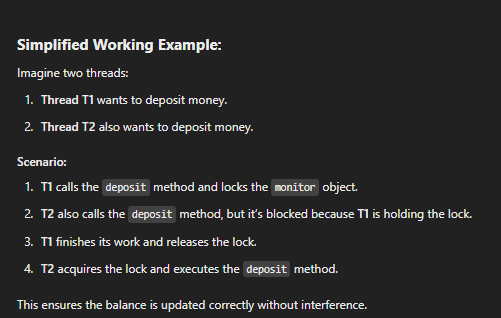 Simplified Working Example:
Imagine two threads:
1. Thread T1 wants to deposit money.
2. Thread T2 also wants to deposit money.
Scenario:
1. T1 calls the deposit method and locks the monitor object.
2. T2 also calls the deposit method, but it's blocked because T1 is holding the lock.
3. T1 finishes its work and releases the lock.
4. T2 acquires the lock and executes the deposit method.
This ensures the balance is updated correctly without interference.